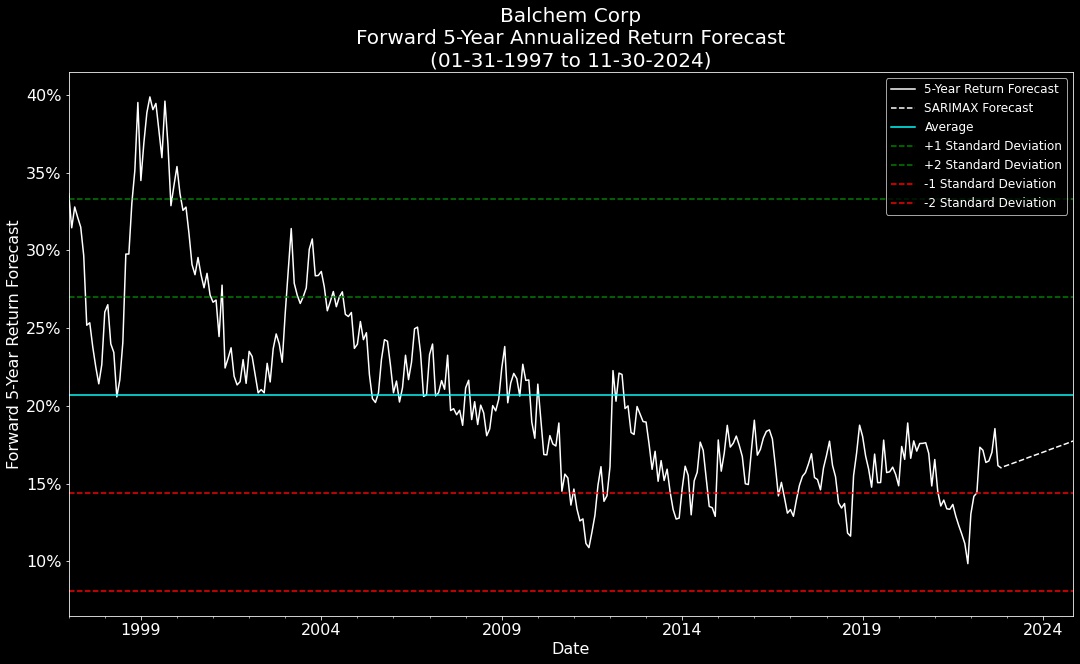 Balchem Corp
Forward 5-Year Annualized Return Forecast
(01-31-1997 to 11-30-2024)
5-Year Return Forecast
SARIMAX Forecast
Average
+1 Standard Deviation
+2 Standard Deviation
-1 Standard Deviation
-2 Standard Deviation
Forward 5-Year Return Forecast
40%
35%
30%
25%
20%
15%
10%
1999 2004 2009 2014 2019 2024
Date